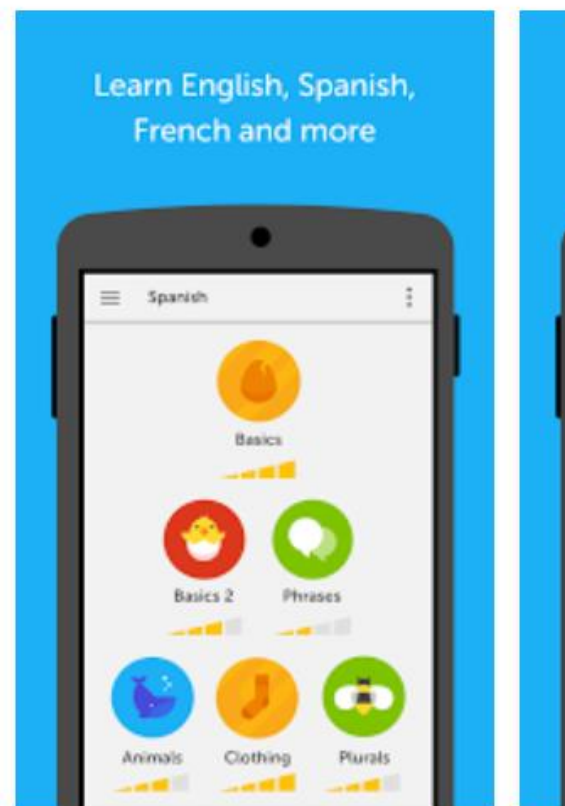 Learn English, Spanish,
French and more
Spanish
Basics
Basics 2
Phrases
Animals
Clothing
Plurals